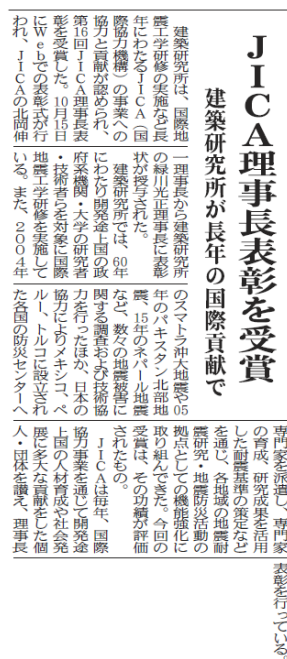 JICA理事長表彰を受賞
建築研究所が長年の国際貢献で
建築研究所は、国際地
震工学研修の実施など長
年にわたるJICA(国
際協力機構)の事業への
協力と貢献が認められ、
第16回JICA理事長表
彰を受賞した。10月15日
にWebでの表彰式が行
われ、JICAの北岡伸
一理事長から建築研究所
の緑川光正理事長に表彰
状が授与された。
建築研究所では、60年
にわたり開発途上国の政
府系機関・大学の研究者
・技術者らを対象に国際
地震工学研修を実施して
いる。また、2004年
のスマトラ沖大地震や05
年のパキスタン北部地
震、15年のネパール地震
など、数々の地震被害に
関する調査および技術協
力を行ったほか、日本の
協力によりメキシコ、ペ
ルー、トルコに設立され
た各国の防災センターへ
専門家を派遣し、専門家
の育成、研究成果を活用
した耐震基準の策定など
を通じ、各地域の地震耐
震研究・地震防災活動の
拠点としての機能強化に
取り組んできた。今回の
受賞は、その功績が評価
されたもの。
JICAは毎年、国際
協力事業を通じて開発途
上国の人材育成や社会発
展に多大な貢献をした個
人・団体を讃え、理事長
表彰を行っている。